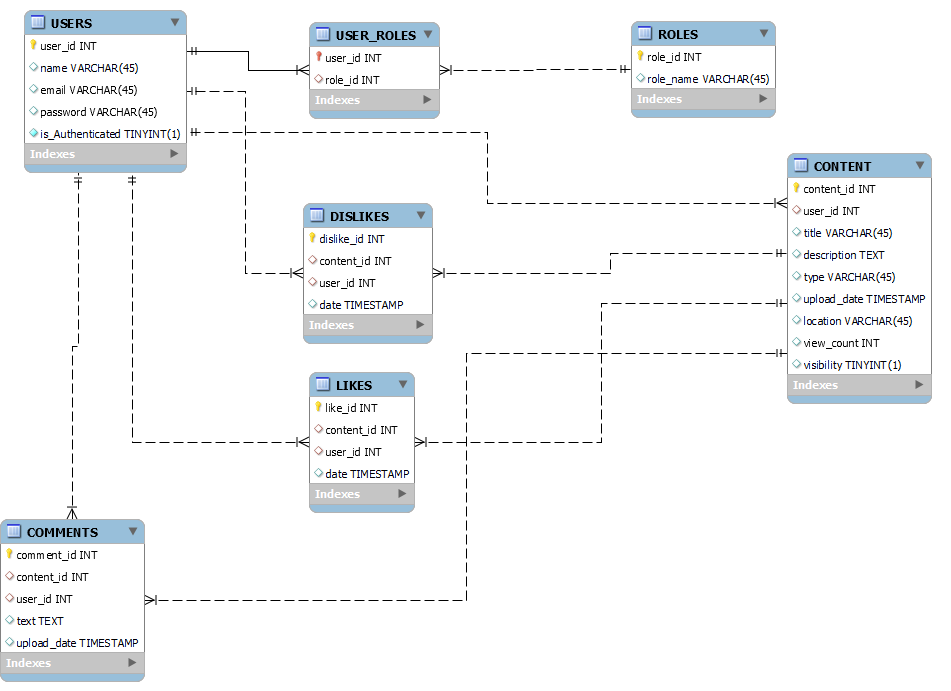 USERS
user_id INT
name VARCHAR(45)
email VARCHAR(45)
password VARCHAR(45)
is_Authenticated TINYINT(1)
Indexes
USER_ROLES
user_id INT
role_id INT
Indexes
ROLES
role_id INT
role_name VARCHAR(45)
Indexes
CONTENT
content_id INT
user_id INT
title VARCHAR(45)
description TEXT
type VARCHAR(45)
upload_date TIMESTAMP
location VARCHAR(45)
view_count INT
visibility TINYINT(1)
Indexes
DISLIKES
dislike_id INT
content_id INT
user_id INT
date TIMESTAMP
Indexes
LIKES
like_id INT
content_id INT
user_id INT
date TIMESTAMP
Indexes
COMMENTS
comment_id INT
content_id INT
user_id INT
text TEXT
upload_date TIMESTAMP
Indexes